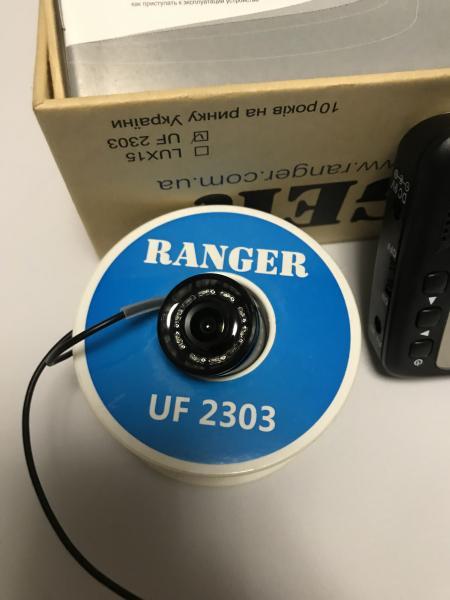 как приступать к эксплуатации устройства
10 років на ринку України
UF 2303
LUX15
www.ranger.com.ua
RANGER
UF 2303